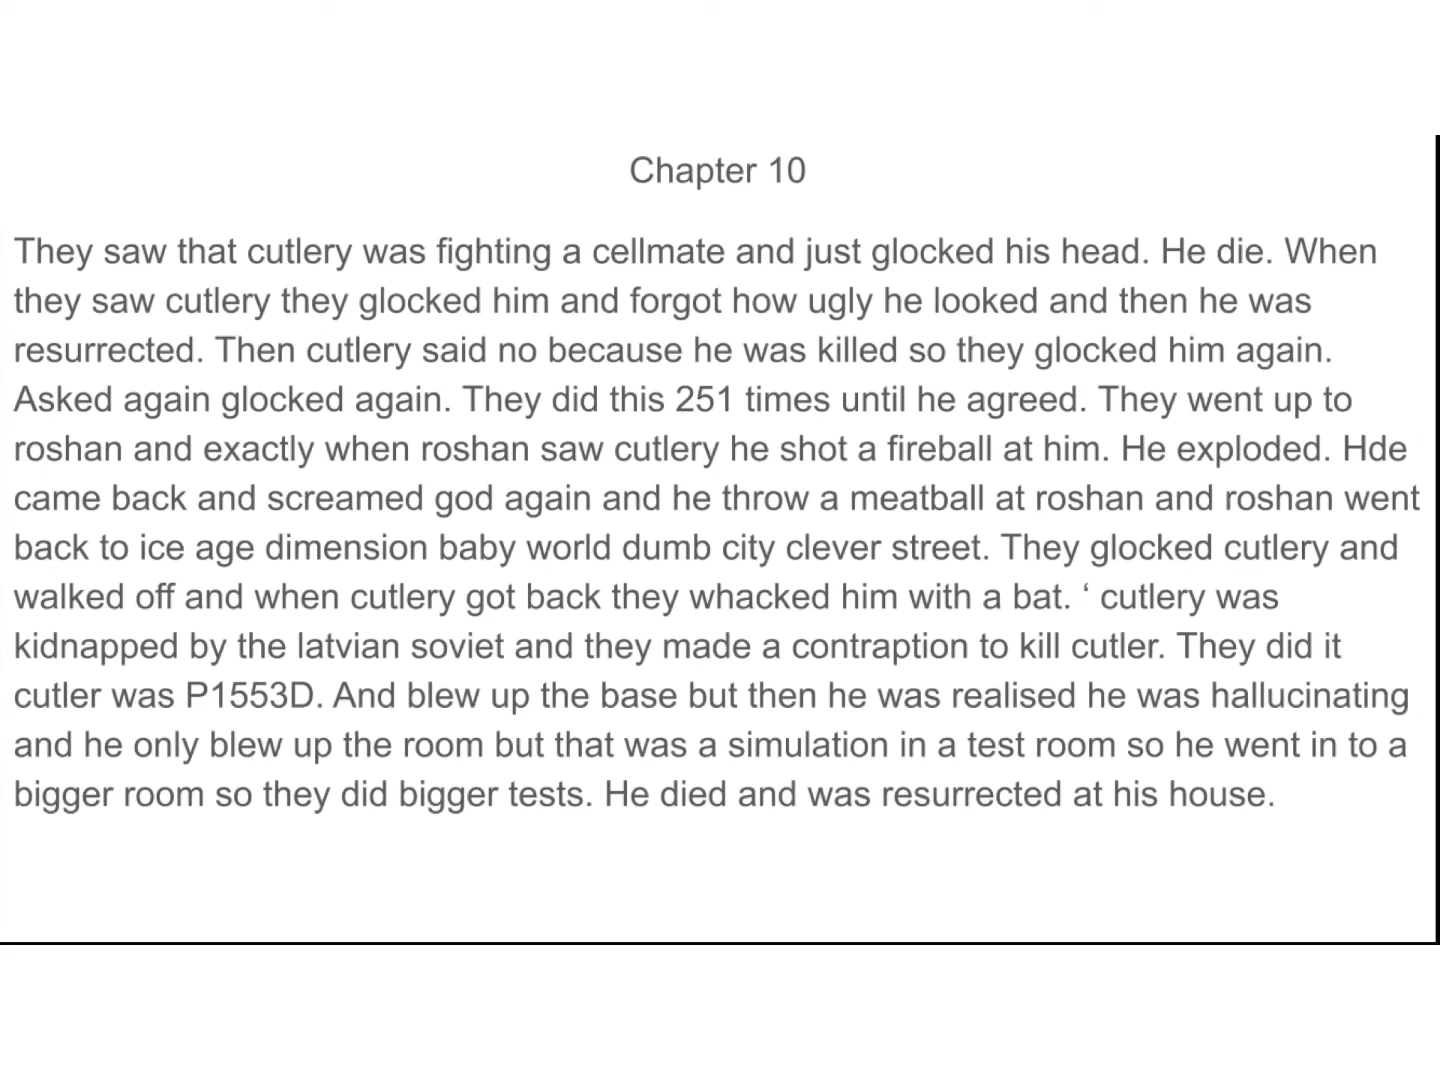 Chapter 10
They saw that cutlery was fighting a cellmate and just glocked his head. He die. When
they saw cutlery they glocked him and forgot how ugly he looked and then he was
resurrected. Then cutlery said no because he was killed so they glocked him again.
Asked again glocked again. They did this 251 times until he agreed. They went up to
roshan and exactly when roshan saw cutlery he shot a fireball at him. He exploded. Hde
came back and screamed god again and he throw a meatball at roshan and roshan went
back to ice age dimension baby world dumb city clever street. They glocked cutlery and
walked off and when cutlery got back they whacked him with a bat. ‘ cutlery was
kidnapped by the latvian soviet and they made a contraption to kill cutler. They did it
cutler was P1553D. And blew up the base but then he was realised he was hallucinating
and he only blew up the room but that was a simulation in a test room so he went in to a
bigger room so they did bigger tests. He died and was resurrected at his house.